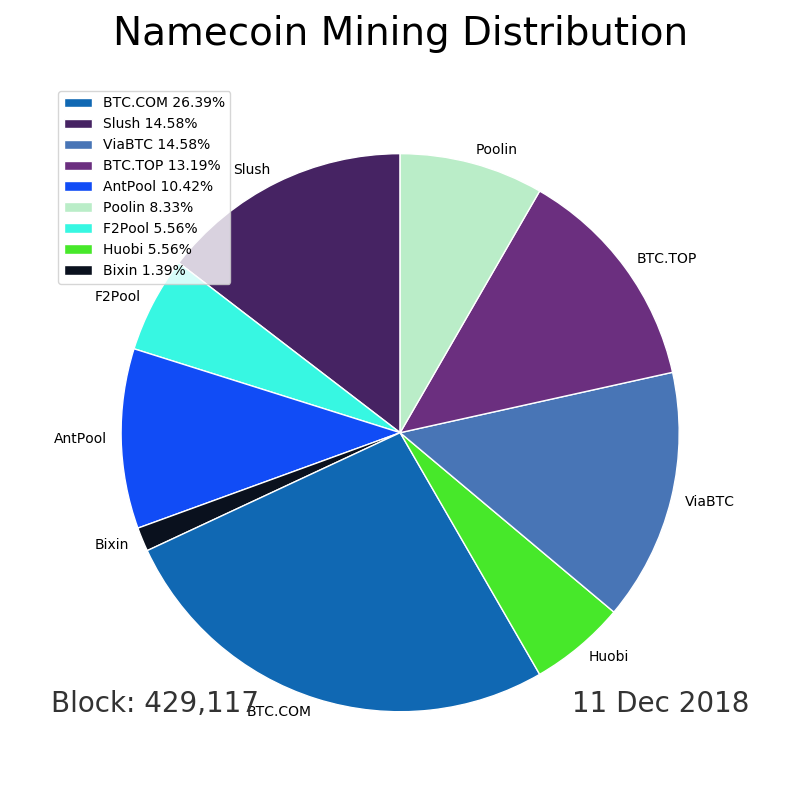 Namecoin Mining Distribution
BTC.COM 26.39%
Slush 14.58%
ViaBTC 14.58%
BTC.TOP 13.19%
AntPool 10.42%
Poolin 8.33%
F2Pool 5.56%
Huobi 5.56%
Bixin 1.39%
Poolin
Slush
BTC.TOP
F2Pool
AntPool
ViaBTC
Bixin
Huobi
Block: 429,117
11 Dec 2018
BTC.COM